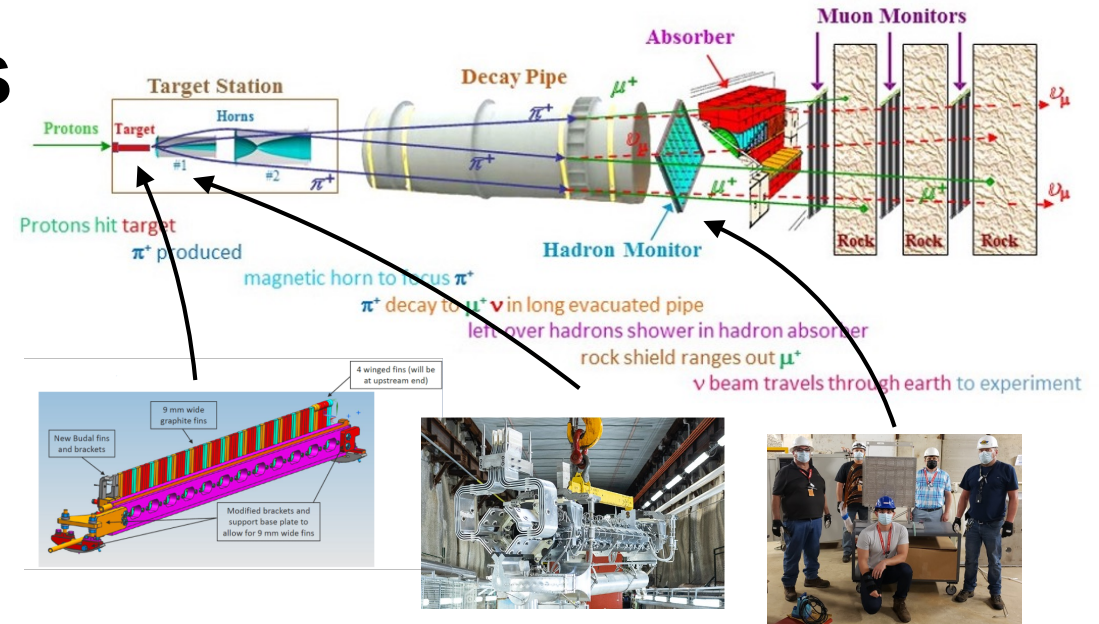 s
Muon Monitors
Absorber
Decay Pipe
Target Station
μ⁺
Horns
π⁺
υ_μ
Protons
Target
υ_μ
#1
#2
π⁺
π⁺
μ⁺
μ⁺
υ_μ
Rock
Rock
Rock
Hadron Monitor
Protons hit target
π⁺ produced
magnetic horn to focus π⁺
π⁺ decay to μ⁺ ν in long evacuated pipe
left-over hadrons shower in hadron absorber
rock shield ranges out μ⁺
ν beam travels through earth to experiment
4 winged fins (will be
at upstream end)
9 mm wide
graphite fins
New Budal fins
and brackets
Modified brackets and
support base plate to
allow for 9 mm wide fins